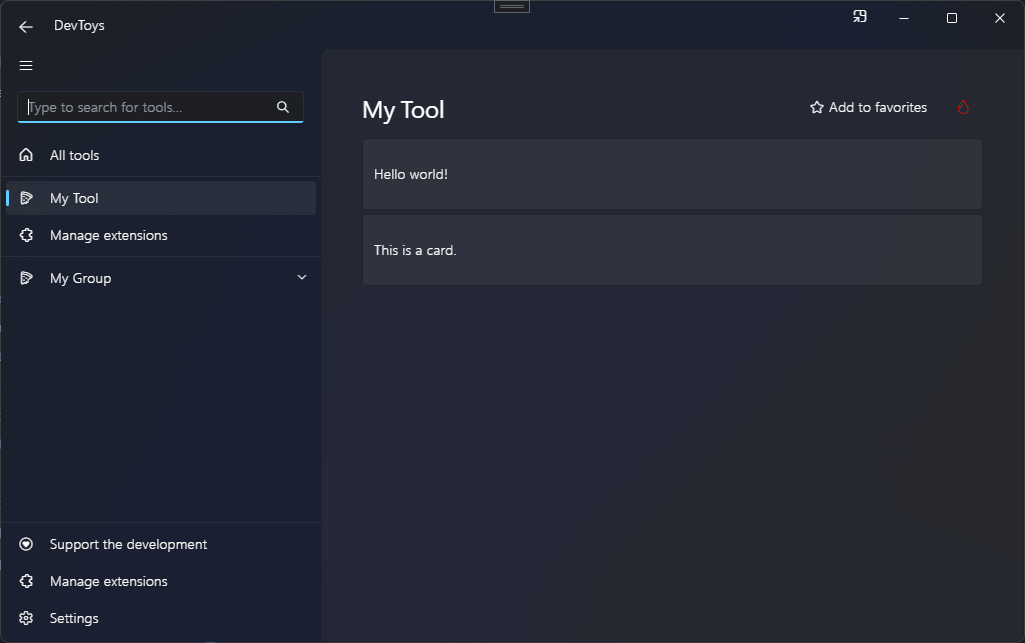 DevToys
Type to search for tools...
All tools
My Tool
Manage extensions
My Group
Support the development
Manage extensions
Settings
My Tool
Add to favorites
Hello world!
This is a card.